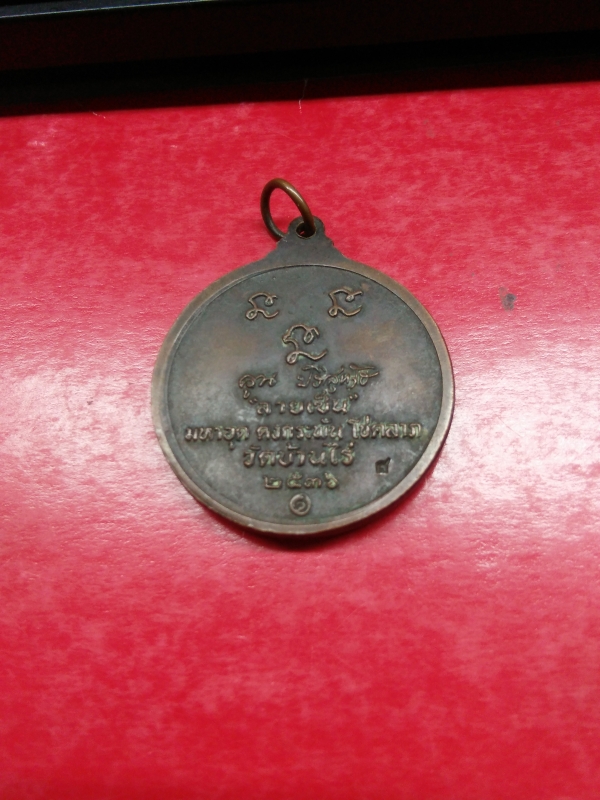 คูณ ปริสุทฺโธ
"ลายเซ็น"
มหาอุด คงกระพัน โชคลาภ
วัดบ้านไร่
๒๕๓๖
๑